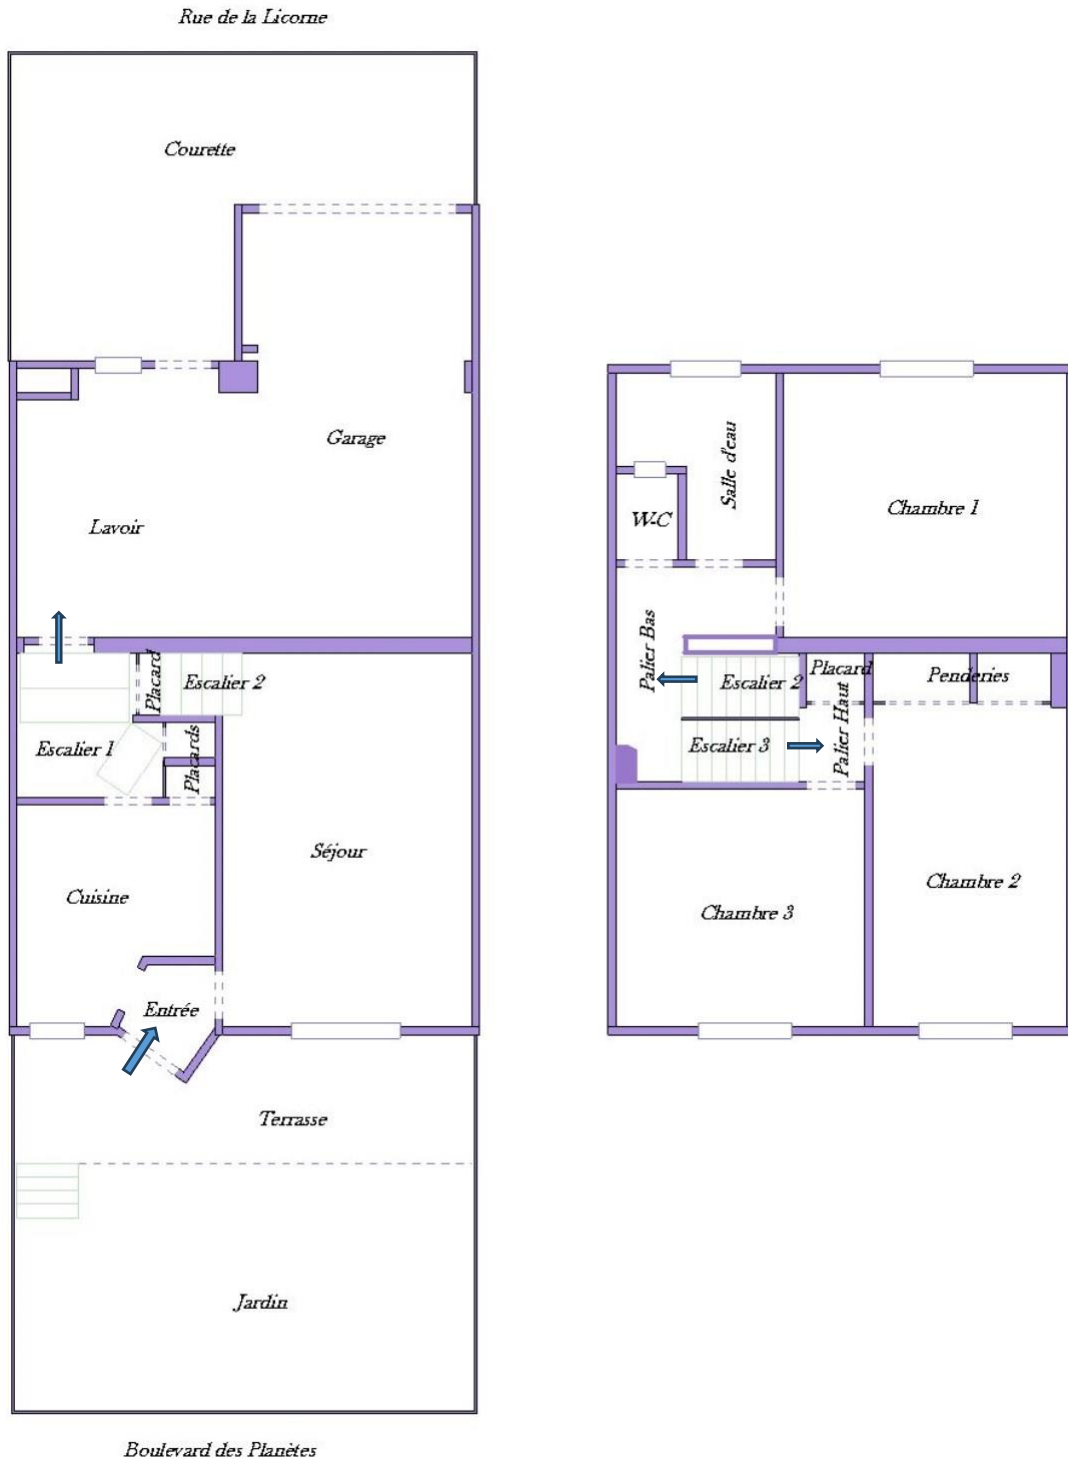 Rue de la Licorne
Courette
Garage
Lavoir
Placard
Escalier 2
Escalier 1
Placards
Séjour
Cuisine
Entrée
Terrasse
Jardin
Boulevard des Planètes
Salle d'eau
W-C
Chambre 1
Palier Bas
Escalier 2
Placard
Penderies
Escalier 3
Palier Haut
Chambre 2
Chambre 3